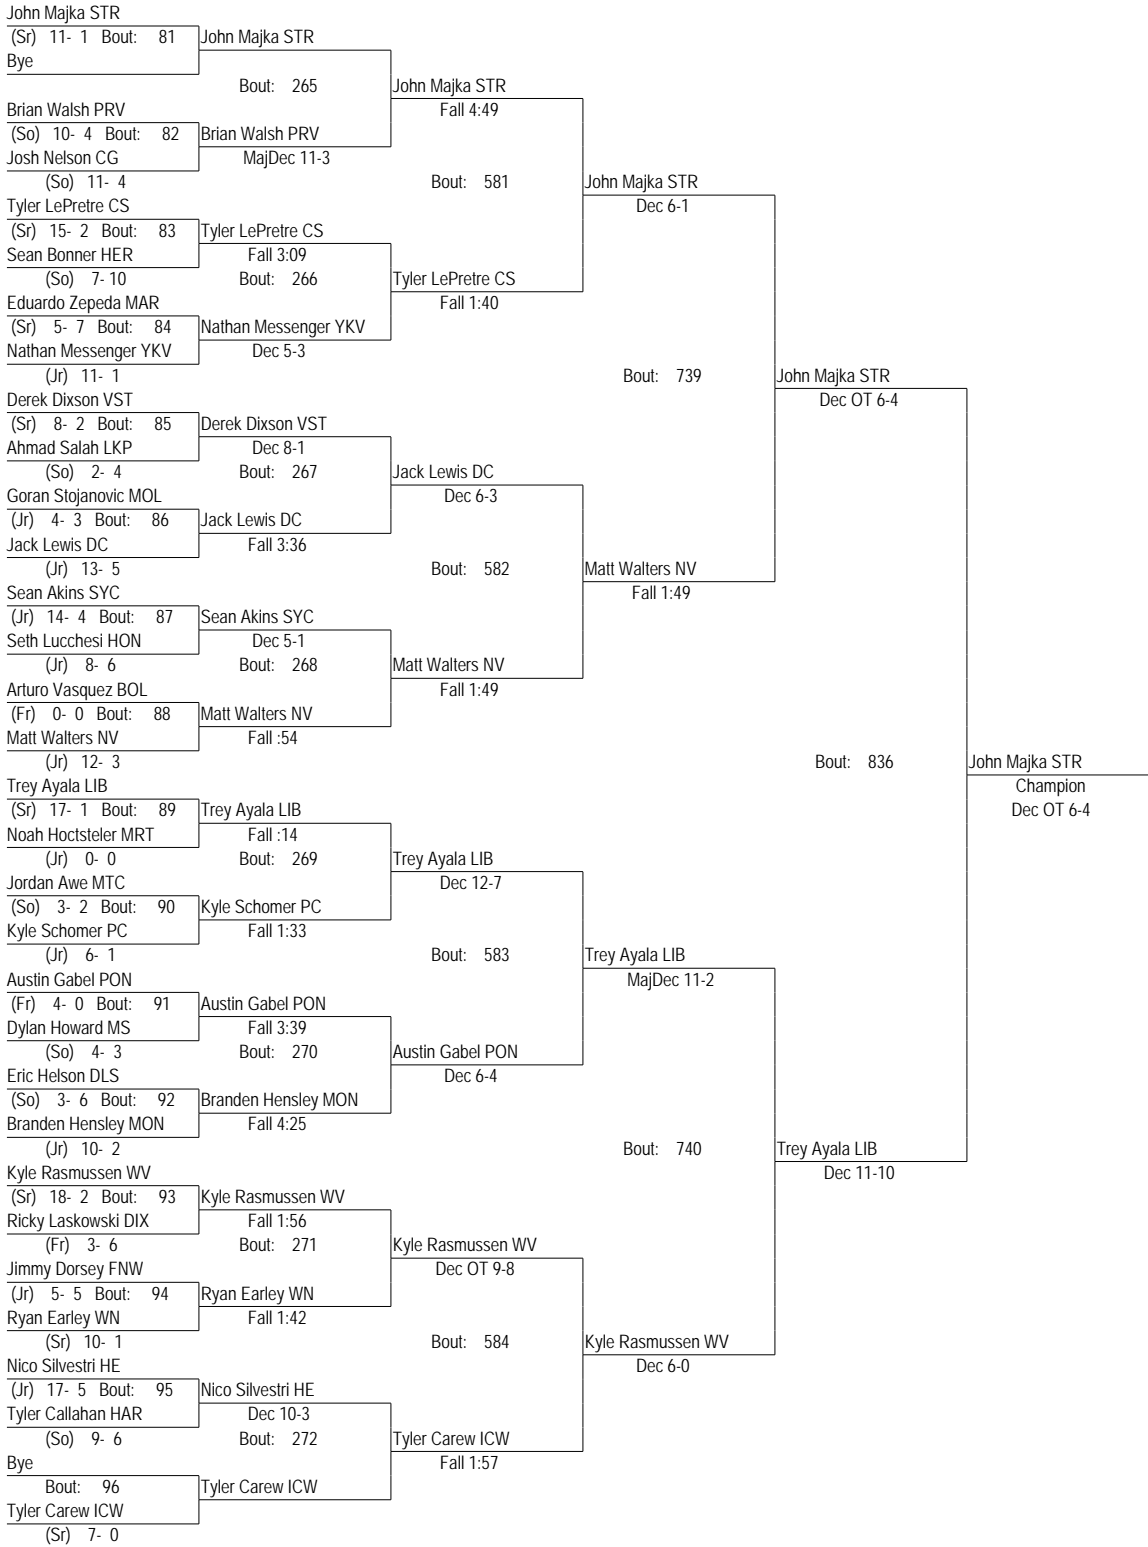 John Majka STR
(Sr) 11- 1 Bout: 81 John Majka STR
Bye
Bout: 265 John Majka STR
Brian Walsh PRV Fall 4:49
(So) 10- 4 Bout: 82 Brian Walsh PRV
Josh Nelson CG MajDec 11-3
(So) 11- 4 Bout: 581 John Majka STR
Tyler LePretre CS Dec 6-1
(Sr) 15- 2 Bout: 83 Tyler LePretre CS
Sean Bonner HER Fall 3:09
(So) 7- 10 Bout: 266 Tyler LePretre CS
Eduardo Zepeda MAR Fall 1:40
(Sr) 5- 7 Bout: 84 Nathan Messenger YKV
Nathan Messenger YKV Dec 5-3
(Jr) 11- 1 Bout: 739 John Majka STR
Derek Dixson VST Dec OT 6-4
(Sr) 8- 2 Bout: 85 Derek Dixson VST
Ahmad Salah LKP Dec 8-1
(So) 2- 4 Bout: 267 Jack Lewis DC
Goran Stojanovic MOL Dec 6-3
(Jr) 4- 3 Bout: 86 Jack Lewis DC
Jack Lewis DC Fall 3:36
(Jr) 13- 5 Bout: 582 Matt Walters NV
Sean Akins SYC Fall 1:49
(Jr) 14- 4 Bout: 87 Sean Akins SYC
Seth Lucchesi HON Dec 5-1
(Jr) 8- 6 Bout: 268 Matt Walters NV
Arturo Vasquez BOL Fall 1:49
(Fr) 0- 0 Bout: 88 Matt Walters NV
Matt Walters NV Fall :54
(Jr) 12- 3 Bout: 836 John Majka STR
Trey Ayala LIB Champion
(Sr) 17- 1 Bout: 89 Trey Ayala LIB Dec OT 6-4
Noah Hoctsteler MRT Fall :14
(Jr) 0- 0 Bout: 269 Trey Ayala LIB
Jordan Awe MTC Dec 12-7
(So) 3- 2 Bout: 90 Kyle Schomer PC
Kyle Schomer PC Fall 1:33
(Jr) 6- 1 Bout: 583 Trey Ayala LIB
Austin Gabel PON MajDec 11-2
(Fr) 4- 0 Bout: 91 Austin Gabel PON
Dylan Howard MS Fall 3:39
(So) 4- 3 Bout: 270 Austin Gabel PON
Eric Helson DLS Dec 6-4
(So) 3- 6 Bout: 92 Branden Hensley MON
Branden Hensley MON Fall 4:25
(Jr) 10- 2 Bout: 740 Trey Ayala LIB
Kyle Rasmussen WV Dec 11-10
(Sr) 18- 2 Bout: 93 Kyle Rasmussen WV
Ricky Laskowski DIX Fall 1:56
(Fr) 3- 6 Bout: 271 Kyle Rasmussen WV
Jimmy Dorsey FNW Dec OT 9-8
(Jr) 5- 5 Bout: 94 Ryan Earley WN
Ryan Earley WN Fall 1:42
(Sr) 10- 1 Bout: 584 Kyle Rasmussen WV
Nico Silvestri HE Dec 6-0
(Jr) 17- 5 Bout: 95 Nico Silvestri HE
Tyler Callahan HAR Dec 10-3
(So) 9- 6 Bout: 272 Tyler Carew ICW
Bye Fall 1:57
Bout: 96 Tyler Carew ICW
Tyler Carew ICW
(Sr) 7- 0